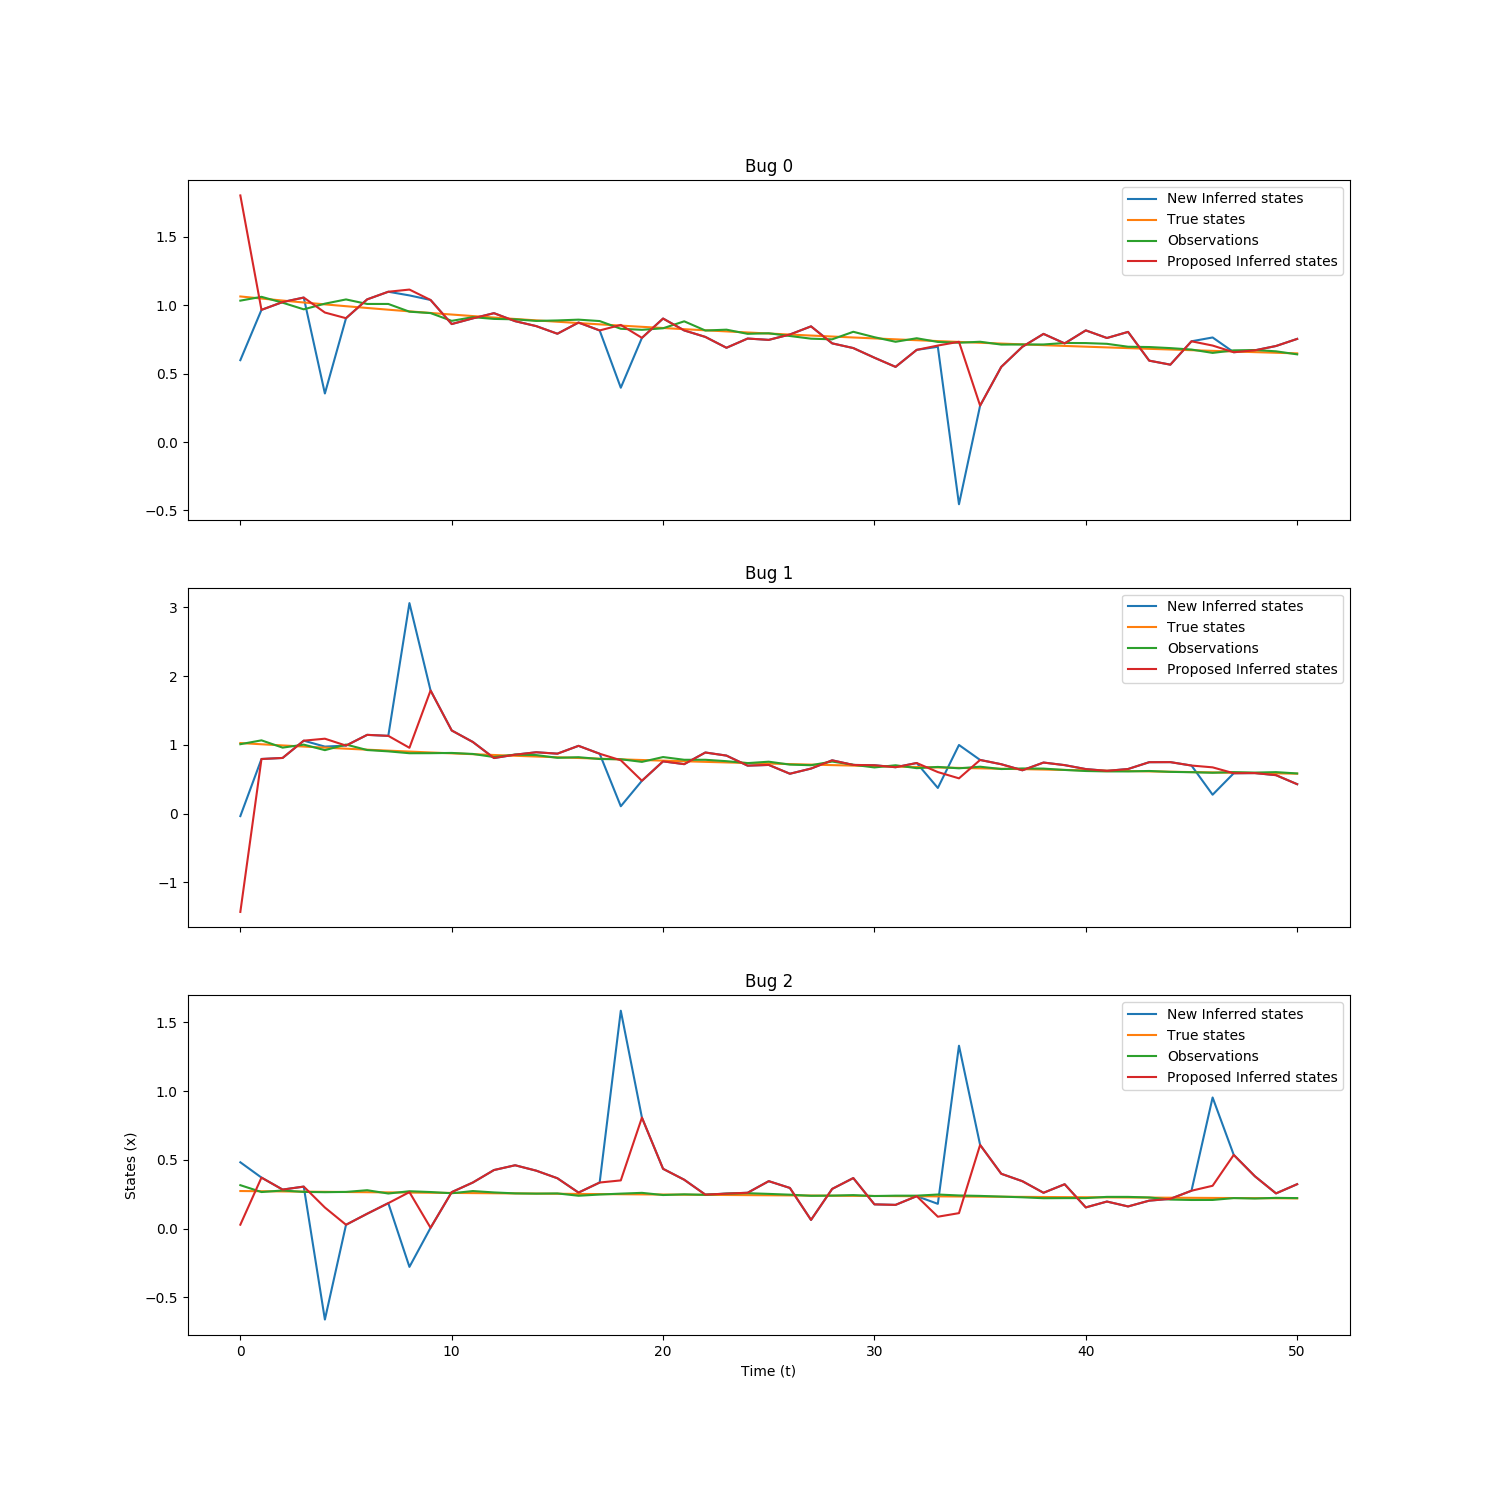 Bug 0
New Inferred states
True states
Observations
Proposed Inferred states
1.5
1.0
0.5
0.0
−0.5
Bug 1
New Inferred states
True states
Observations
Proposed Inferred states
3
2
1
0
−1
Bug 2
New Inferred states
True states
Observations
Proposed Inferred states
1.5
1.0
0.5
0.0
−0.5
States (x)
0 10 20 30 40 50
Time (t)